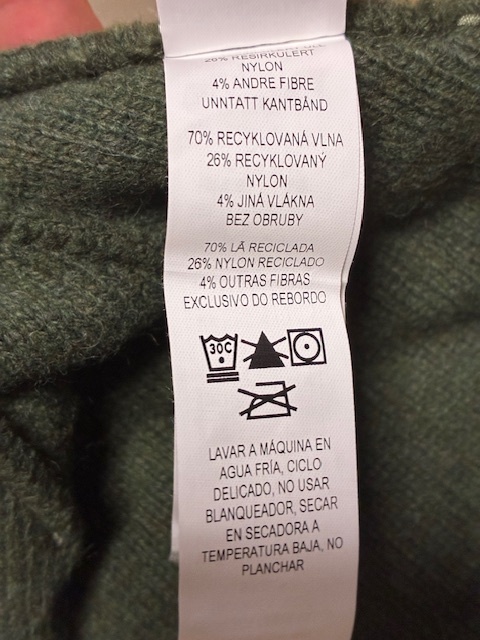 26% RESIRKULERT
NYLON
4% ANDRE FIBRE
UNNTATT KANTBÅND
70% RECYKLOVANÁ VLNA
26% RECYKLOVANÝ
NYLON
4% JINÁ VLÁKNA
BEZ OBRUBY
70% LÃ RECICLADA
26% NYLON RECICLADO
4% OUTRAS FIBRAS
EXCLUSIVO DO REBORDO
30C
LAVAR A MÁQUINA EN
AGUA FRÍA, CICLO
DELICADO, NO USAR
BLANQUEADOR, SECAR
EN SECADORA A
TEMPERATURA BAJA, NO
PLANCHAR